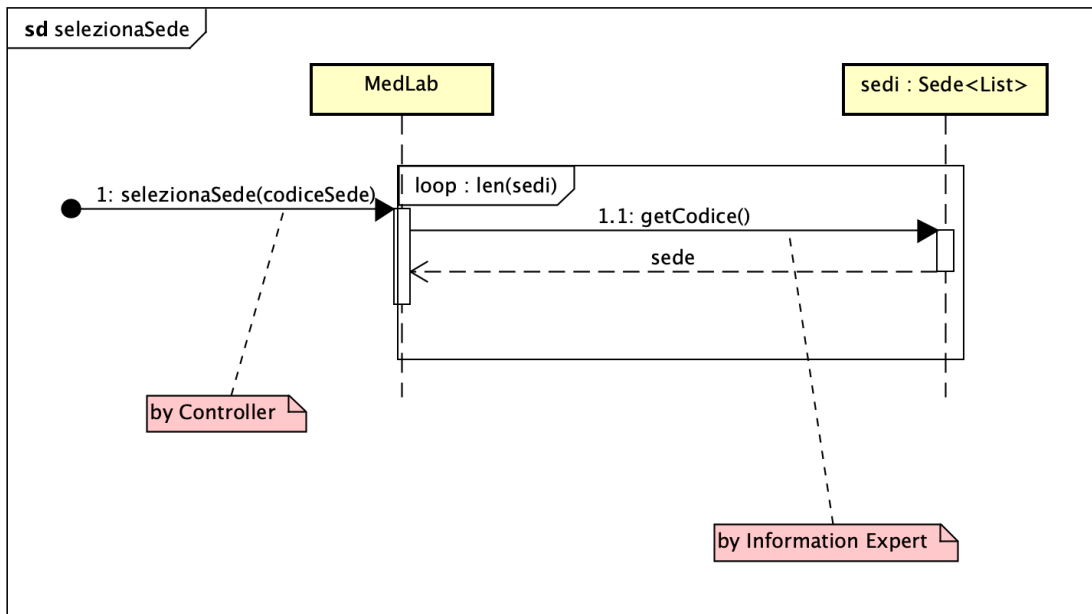 sd selezionaSede
MedLab
sedi : Sede<List>
loop : len(sedi)
1: selezionaSede(codiceSede)
1.1: getCodice()
sede
by Controller
by Information Expert